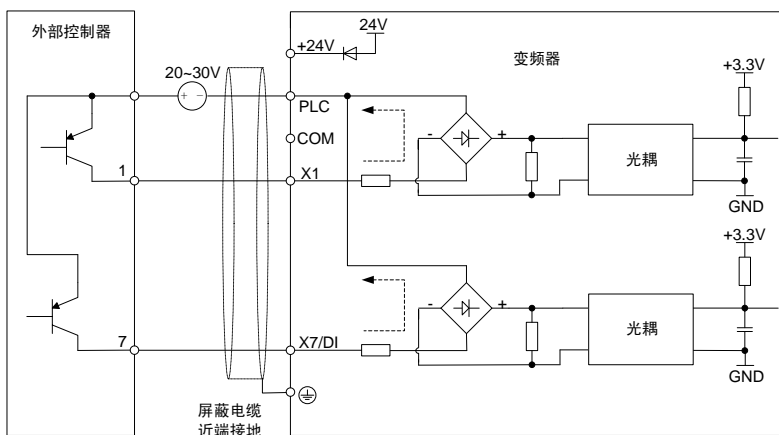 外部控制器
24V
+24V
变频器
20~30V
+3.3V
+ -
PLC
COM
- +
光耦
1
X1
GND
+3.3V
- +
光耦
7
X7/DI
GND
屏蔽电缆
近端接地